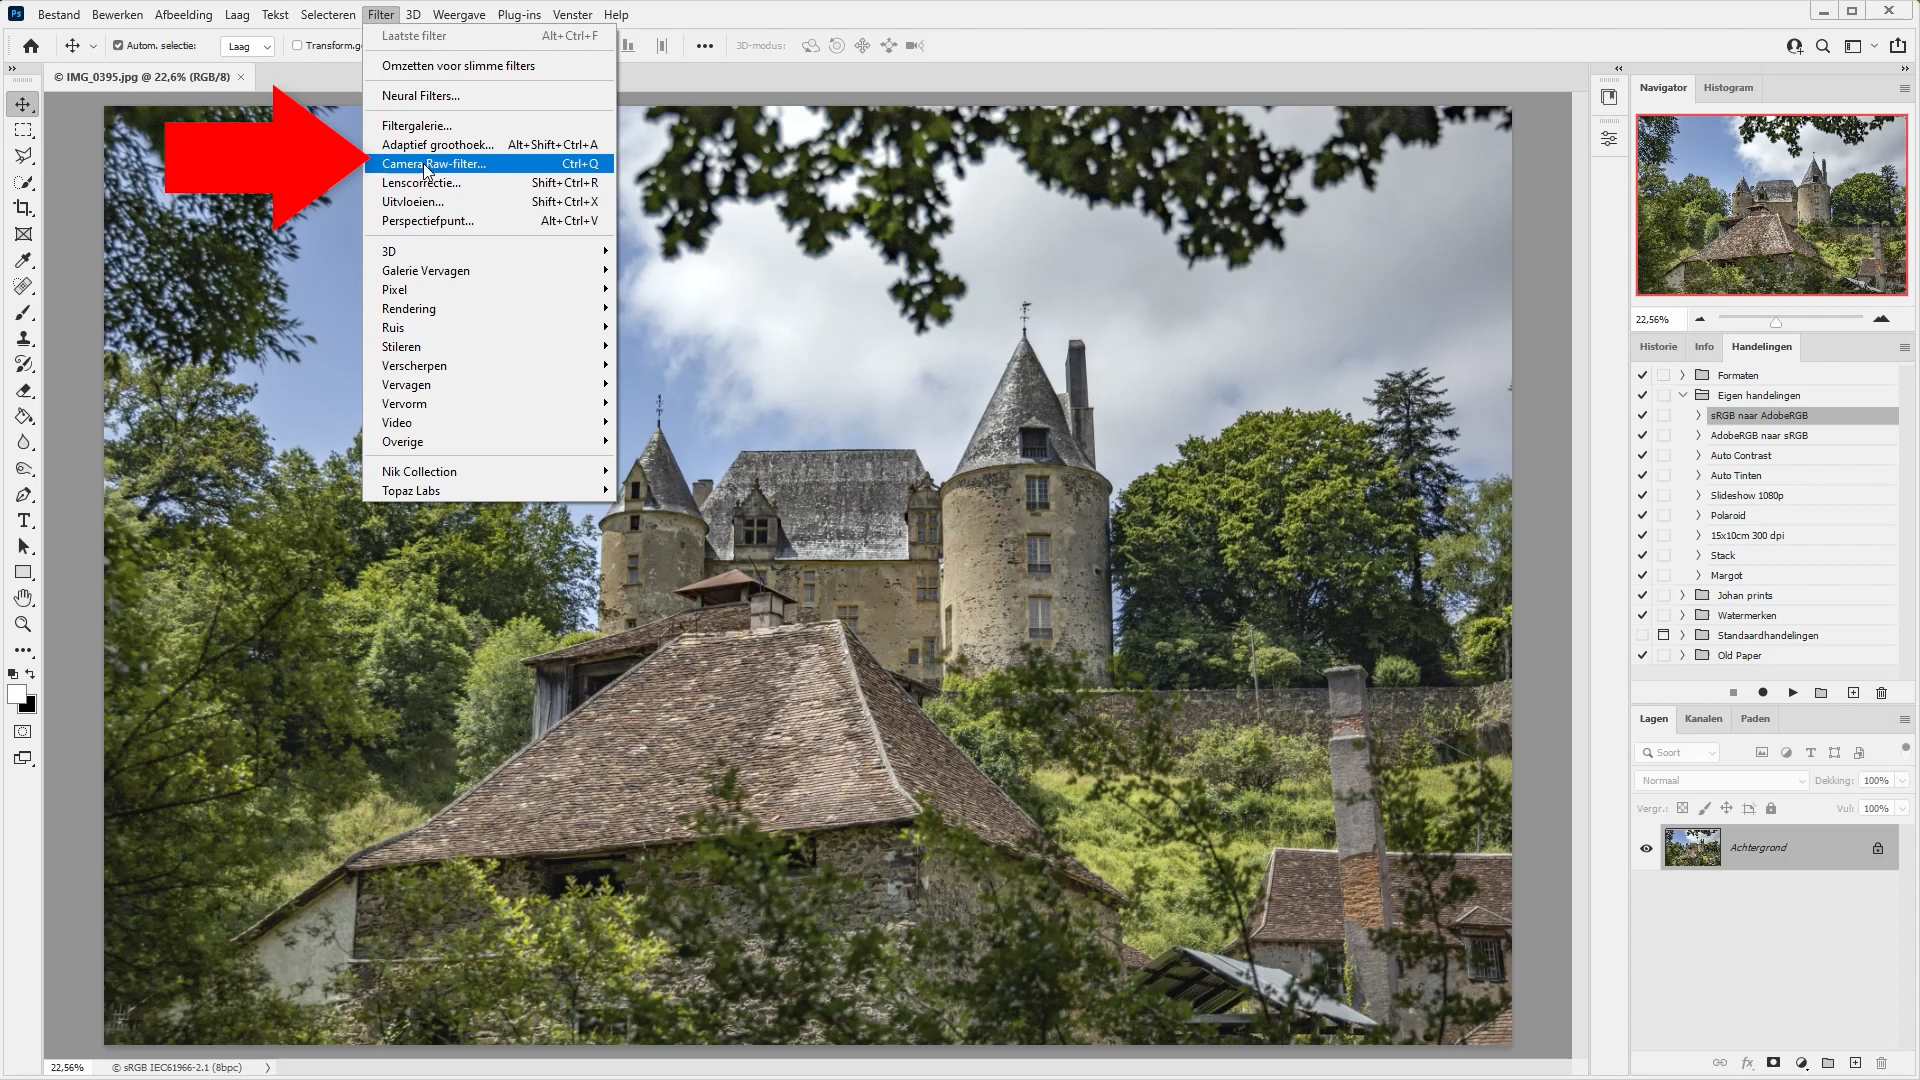 Ps Bestand Bewerken Afbeelding Laag Tekst Selecteren Filter 3D Weergave Plug-ins Venster Help
Autom. selectie: Laag Transform.ge 3D-modus:
© IMG_0395.jpg @ 22,6% (RGB/8)
Laatste filter Alt+Ctrl+F
Omzetten voor slimme filters
Neural Filters...
Filtergalerie...
Adaptief groothoek... Alt+Shift+Ctrl+A
Camera Raw-filter... Ctrl+Q
Lenscorrectie... Shift+Ctrl+R
Uitvloeien... Shift+Ctrl+X
Perspectiefpunt... Alt+Ctrl+V
3D
Galerie Vervagen
Pixel
Rendering
Ruis
Stileren
Verscherpen
Vervagen
Vervorm
Video
Overige
Nik Collection
Topaz Labs
Navigator Histogram
22,56%
Historie Info Handelingen
Formaten
Eigen handelingen
sRGB naar AdobeRGB
AdobeRGB naar sRGB
Auto Contrast
Auto Tinten
Slideshow 1080p
Polaroid
15x10cm 300 dpi
Stack
Margot
Johan prints
Watermerken
Standaardhandelingen
Old Paper
Lagen Kanalen Paden
Soort
Normaal Dekking: 100%
Vergr.: Vul: 100%
Achtergrond
fx
22,56% © sRGB IEC61966-2.1 (8bpc)